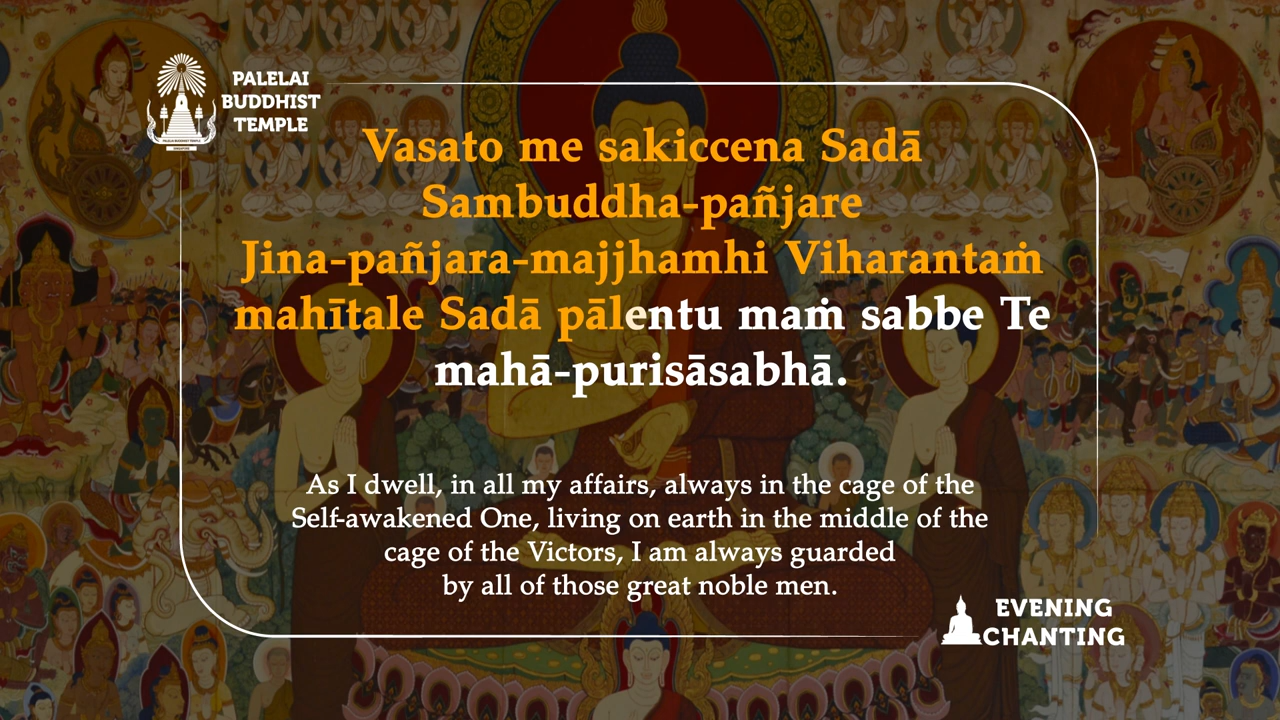 PALELAI
BUDDHIST
TEMPLE
Vasato me sakiccena Sadā
Sambuddha-pañjare
Jina-pañjara-majjhamhi Viharantaṁ
mahītale Sadā pālentu maṁ sabbe Te
mahā-purisāsabhā.
As I dwell, in all my affairs, always in the cage of the
Self-awakened One, living on earth in the middle of the
cage of the Victors, I am always guarded
by all of those great noble men.
EVENING
CHANTING